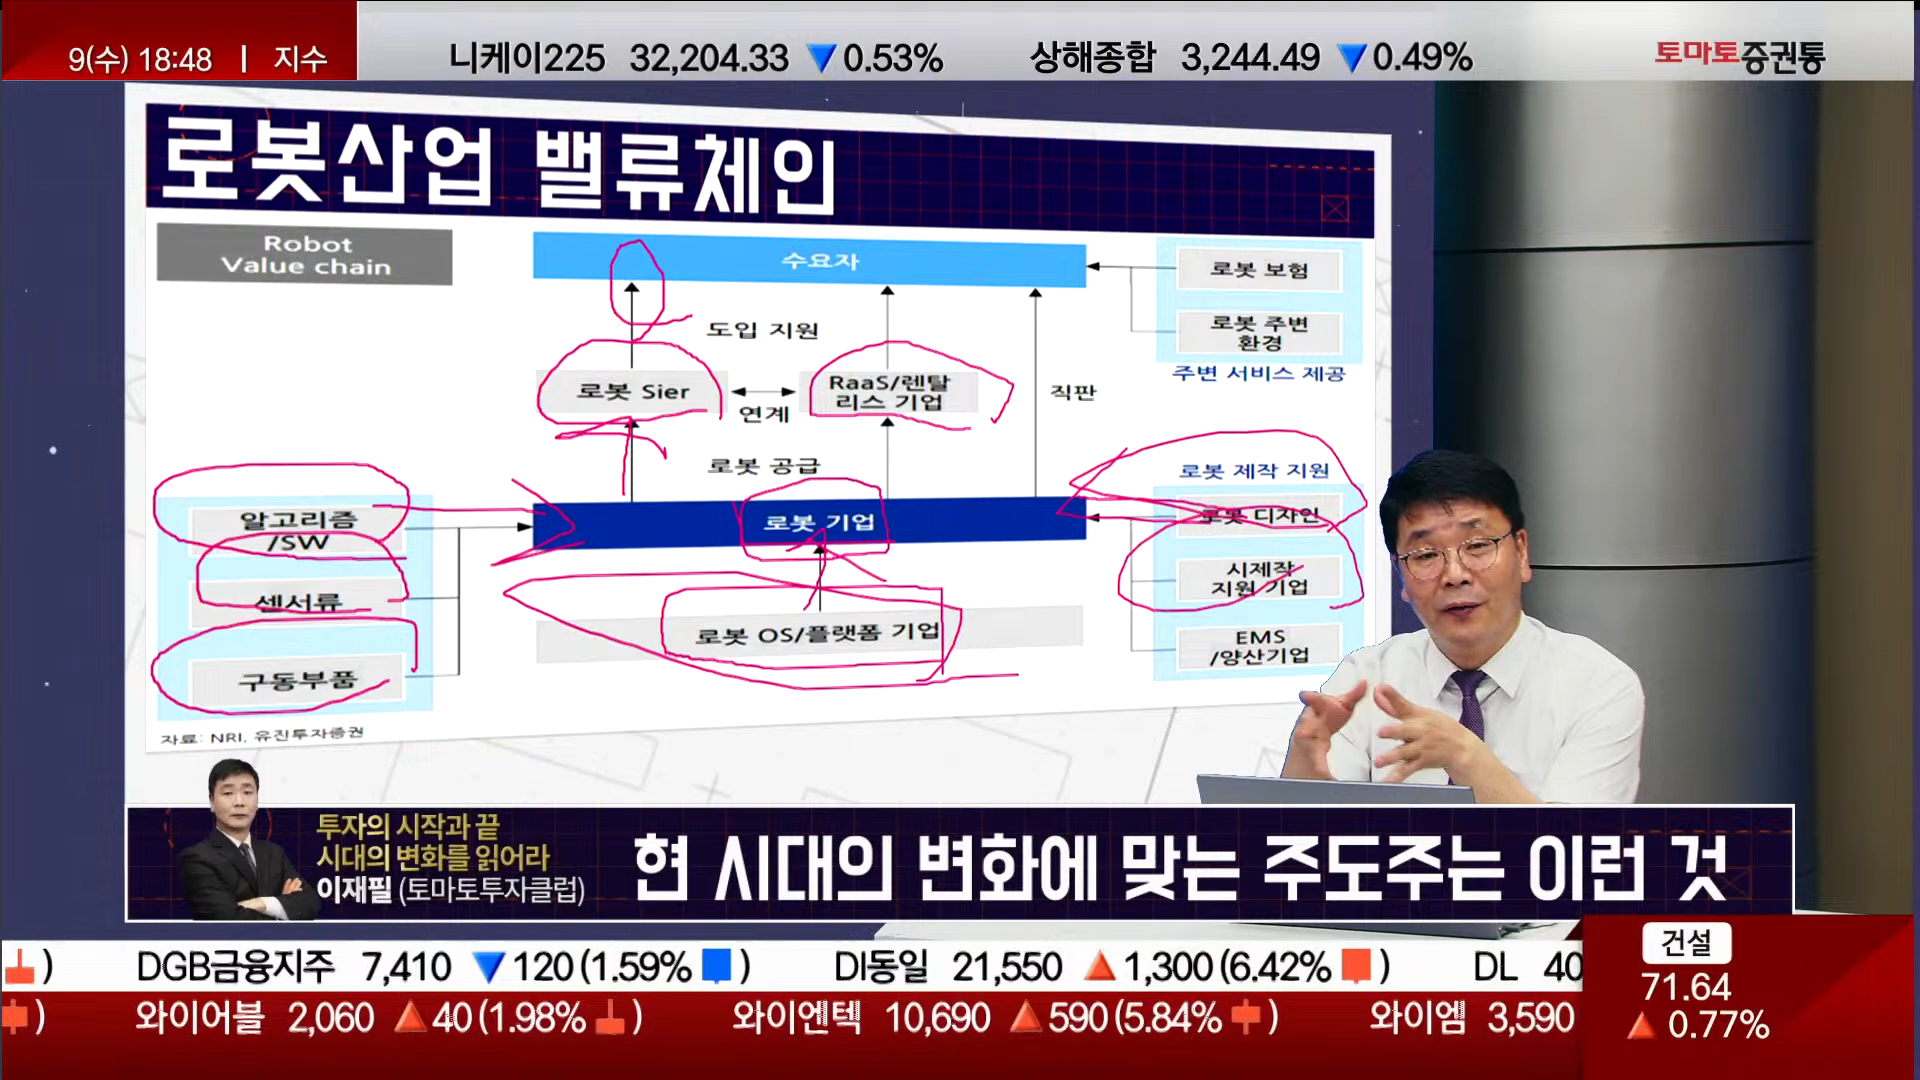 9(수) 18:48 | 지수
니케이225 32,204.33 ▼0.53% 상해종합 3,244.49 ▼0.49%
토마토증권통
로봇산업 밸류체인
Robot
Value chain
수요자
로봇 보험
로봇 주변
환경
주변 서비스 제공
도입 지원
로봇 Sier
연계
RaaS/렌탈
리스 기업
직판
로봇 공급
로봇 제작 지원
알고리즘
/SW
센서류
구동부품
로봇 기업
로봇 디자인
시제작
지원 기업
EMS
/양산기업
로봇 OS/플랫폼 기업
자료: NRI, 유진투자증권
투자의 시작과 끝
시대의 변화를 읽어라
이재필 (토마토투자클럽)
현 시대의 변화에 맞는 주도주는 이런 것
) DGB금융지주 7,410 ▼120 (1.59% ) DI동일 21,550 ▲1,300 (6.42% ) DL 40
) 와이어블 2,060 ▲40 (1.98% ) 와이엔텍 10,690 ▲590 (5.84% ) 와이엠 3,590
건설
71.64
▲ 0.77%